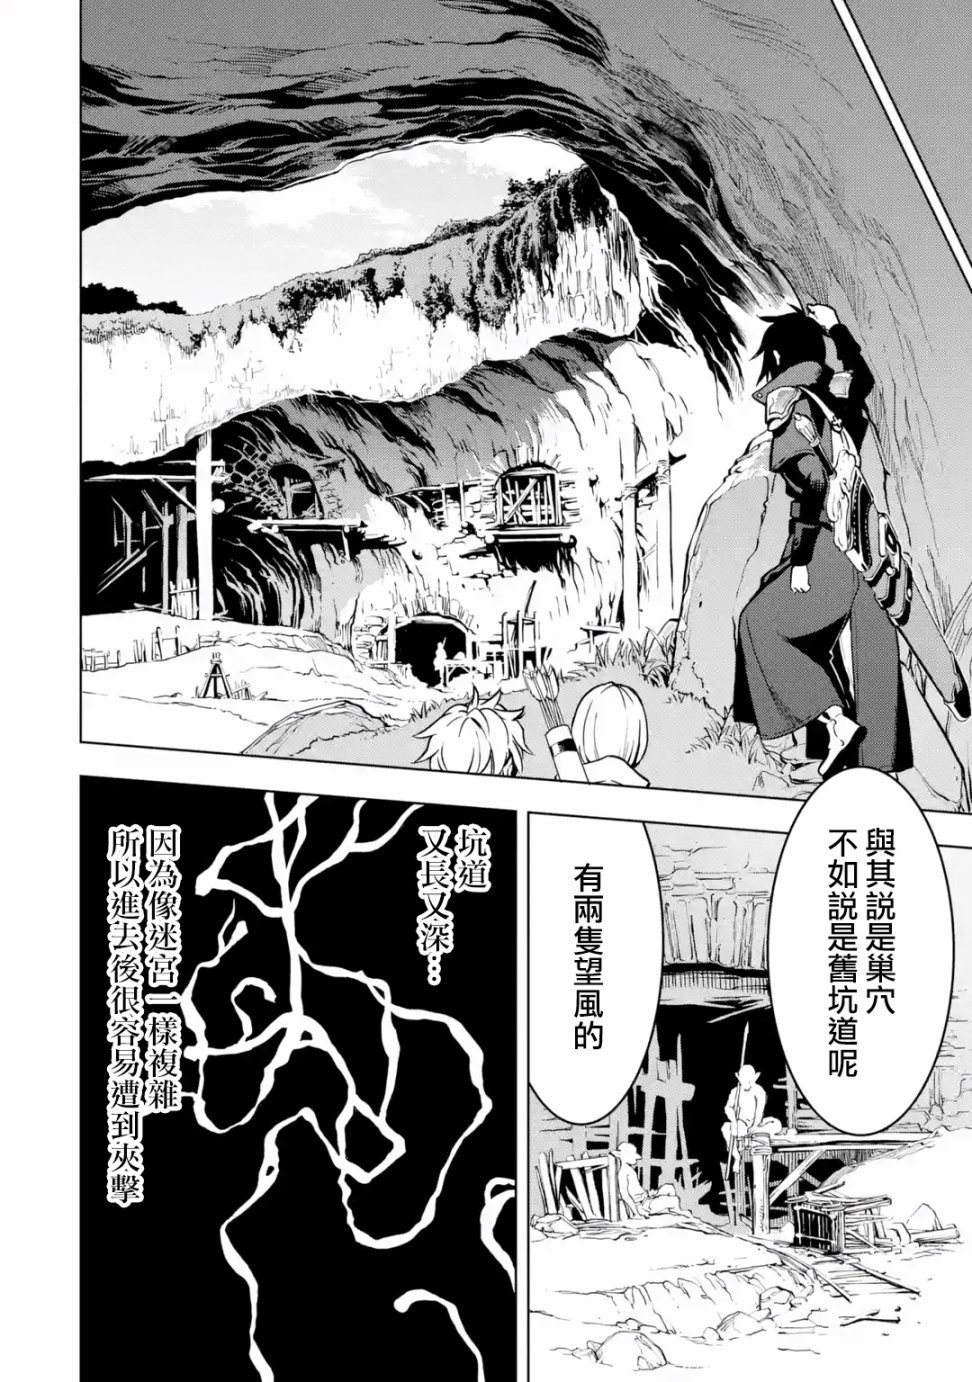 與其説是巢穴
不如説是舊坑道呢
有兩隻望風的
坑道
又長又深…
因為像迷宮一樣複雜
所以進去後很容易遭到夾擊